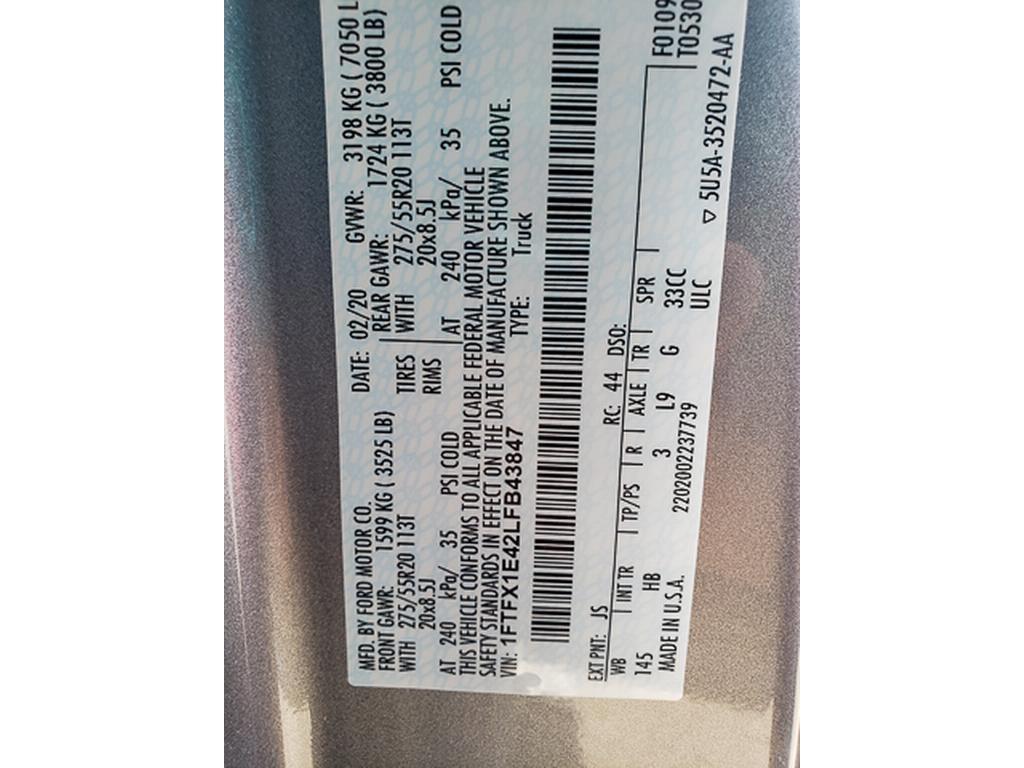 MFD. BY FORD MOTOR CO. DATE: 02/20 GVWR: 3198 KG ( 7050 L
FRONT GAWR: 1599 KG ( 3525 LB) REAR GAWR: 1724 KG ( 3800 LB)
WITH 275/55R20 113T TIRES WITH 275/55R20 113T
20x8.5J RIMS 20x8.5J
AT 240 kPa/ 35 PSI COLD AT 240 kPa/ 35 PSI COLD
THIS VEHICLE CONFORMS TO ALL APPLICABLE FEDERAL MOTOR VEHICLE
SAFETY STANDARDS IN EFFECT ON THE DATE OF MANUFACTURE SHOWN ABOVE.
VIN: 1FTFX1E42LFB43847 TYPE: Truck
EXT PNT: JS RC: 44 DSO: F0109
WB INT TR TP/PS R AXLE TR SPR T0530
145 HB 3 L9 G 33CC
MADE IN U.S.A. 2202002237739 ULC
▽ 5U5A-3520472-AA